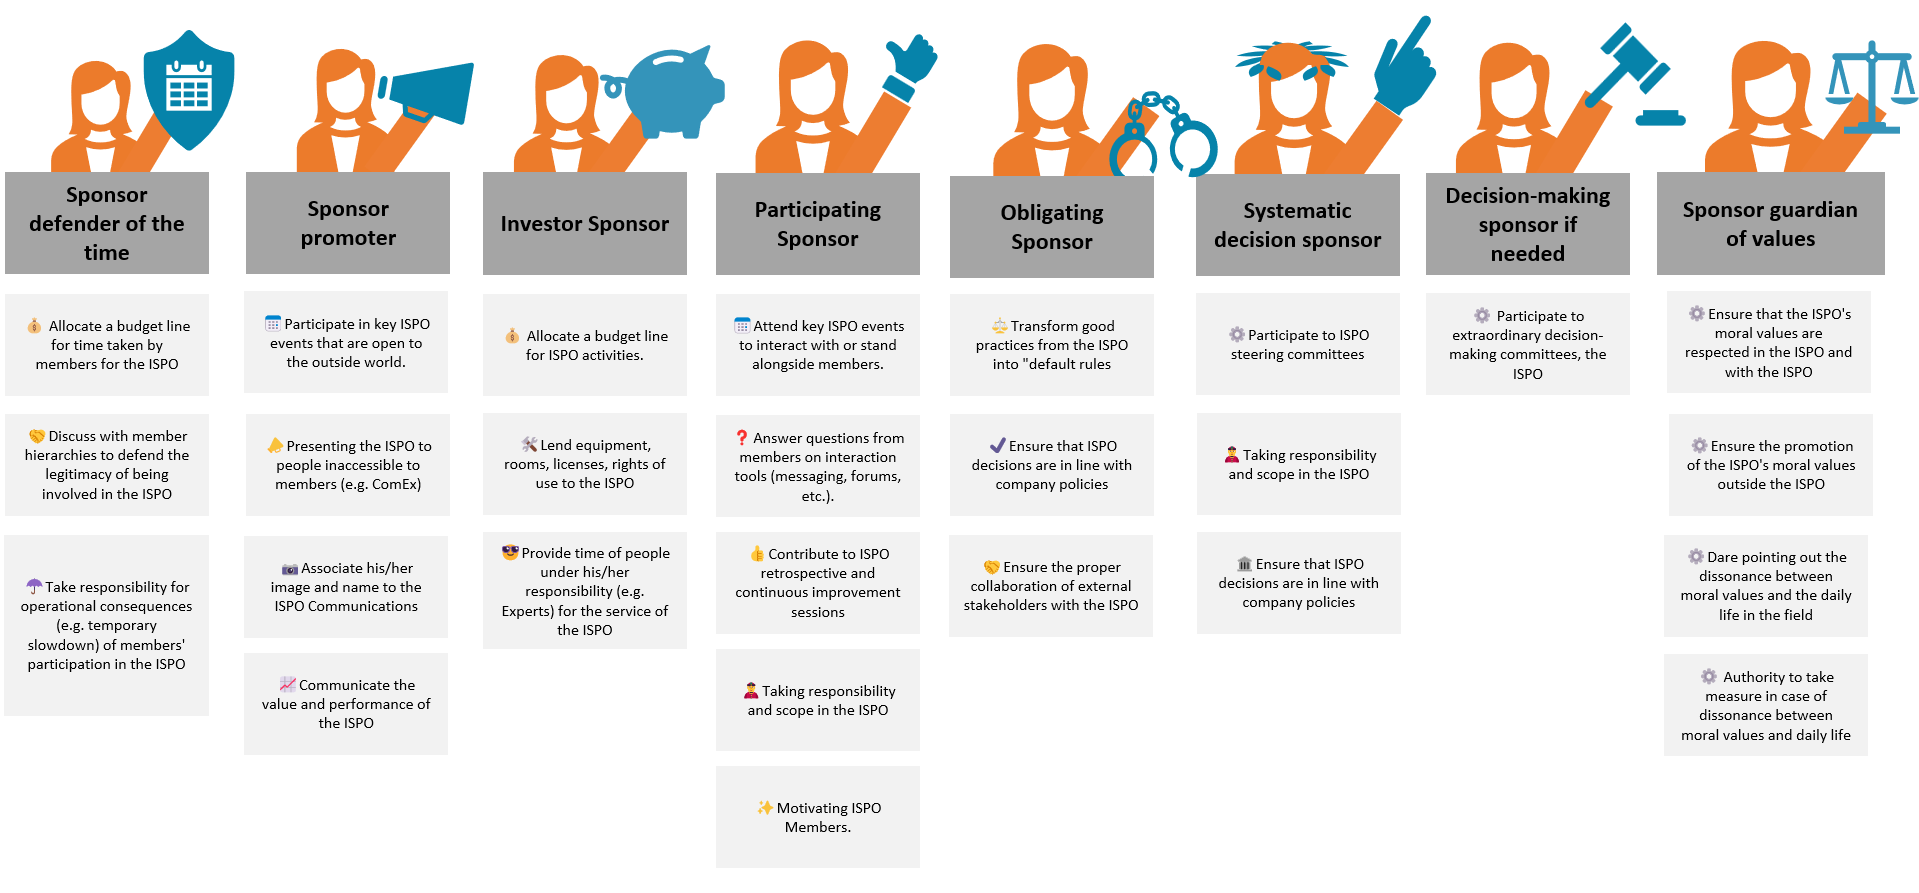 Sponsor
defender of the
time
Allocate a budget line
for time taken by
members for the ISPO
Discuss with member
hierarchies to defend the
legitimacy of being
involved in the ISPO
Take responsibility for
operational consequences
(e.g. temporary
slowdown) of members'
participation in the ISPO
Sponsor
promoter
Participate in key ISPO
events that are open to
the outside world.
Presenting the ISPO to
people inaccessible to
members (e.g. ComEx)
Associate his/her
image and name to the
ISPO Communications
Communicate the
value and performance of
the ISPO
Investor Sponsor
Allocate a budget line
for ISPO activities.
Lend equipment,
rooms, licenses, rights of
use to the ISPO
Provide time of people
under his/her
responsibility (e.g.
Experts) for the service of
the ISPO
Participating
Sponsor
Attend key ISPO events
to interact with or stand
alongside members.
Answer questions from
members on interaction
tools (messaging, forums,
etc.).
Contribute to ISPO
retrospective and
continuous improvement
sessions
Taking responsibility
and scope in the ISPO
Motivating ISPO
Members.
Obligating
Sponsor
Transform good
practices from the ISPO
into "default rules
Ensure that ISPO
decisions are in line with
company policies
Ensure the proper
collaboration of external
stakeholders with the ISPO
Systematic
decision sponsor
Participate to ISPO
steering committees
Taking responsibility
and scope in the ISPO
Ensure that ISPO
decisions are in line with
company policies
Decision-making
sponsor if
needed
Participate to
extraordinary decision-
making committees, the
ISPO
Sponsor guardian
of values
Ensure that the ISPO's
moral values are
respected in the ISPO and
with the ISPO
Ensure the promotion
of the ISPO's moral values
outside the ISPO
Dare pointing out the
dissonance between
moral values and the daily
life in the field
Authority to take
measure in case of
dissonance between
moral values and daily life